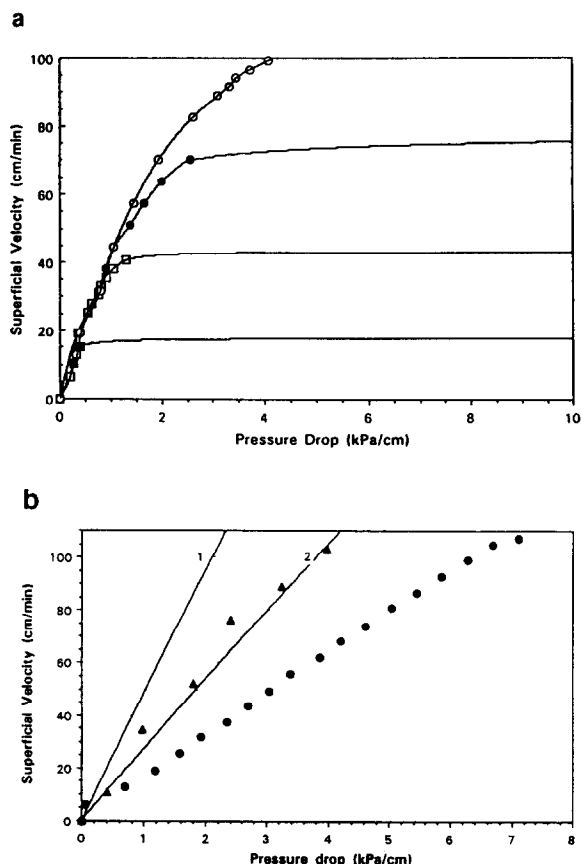 a
100
80
60
40
20
0
Superficial Velocity (cm/min)
0 2 4 6 8 10
Pressure Drop (kPa/cm)
b
100
80
60
40
20
0
Superficial Velocity (cm/min)
1 2
0 1 2 3 4 5 6 7 8
Pressure drop (kPa/cm)